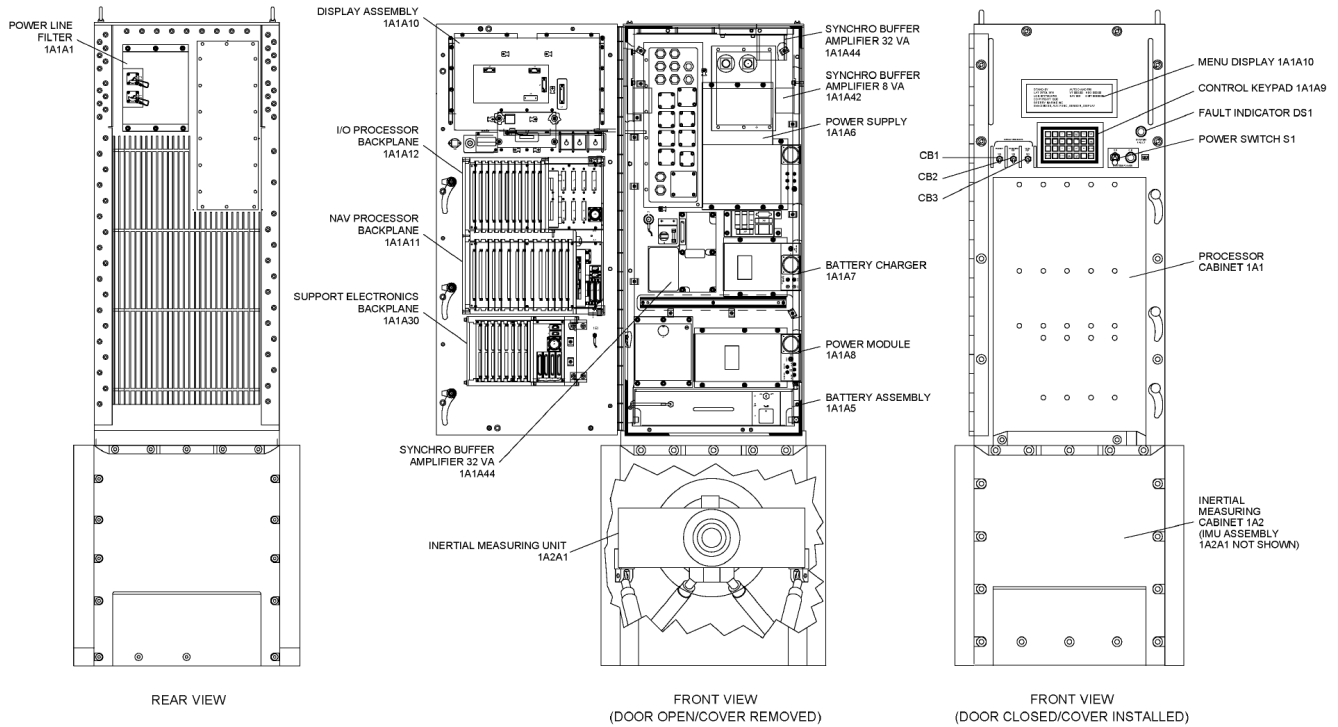 POWER LINE
FILTER
1A1A1
DISPLAY ASSEMBLY
1A1A10
I/O PROCESSOR
BACKPLANE
1A1A12
NAV PROCESSOR
BACKPLANE
1A1A11
SUPPORT ELECTRONICS
BACKPLANE
1A1A30
SYNCHRO BUFFER
AMPLIFIER 32 VA
1A1A44
INERTIAL MEASURING UNIT
1A2A1
SYNCHRO BUFFER
AMPLIFIER 32 VA
1A1A44
SYNCHRO BUFFER
AMPLIFIER 8 VA
1A1A42
POWER SUPPLY
1A1A6
BATTERY CHARGER
1A1A7
POWER MODULE
1A1A8
BATTERY ASSEMBLY
1A1A5
CB1
CB2
CB3
MENU DISPLAY 1A1A10
CONTROL KEYPAD 1A1A9
FAULT INDICATOR DS1
POWER SWITCH S1
PROCESSOR
CABINET 1A1
INERTIAL
MEASURING
CABINET 1A2
(IMU ASSEMBLY
1A2A1 NOT SHOWN)
REAR VIEW
FRONT VIEW
(DOOR OPEN/COVER REMOVED)
FRONT VIEW
(DOOR CLOSED/COVER INSTALLED)